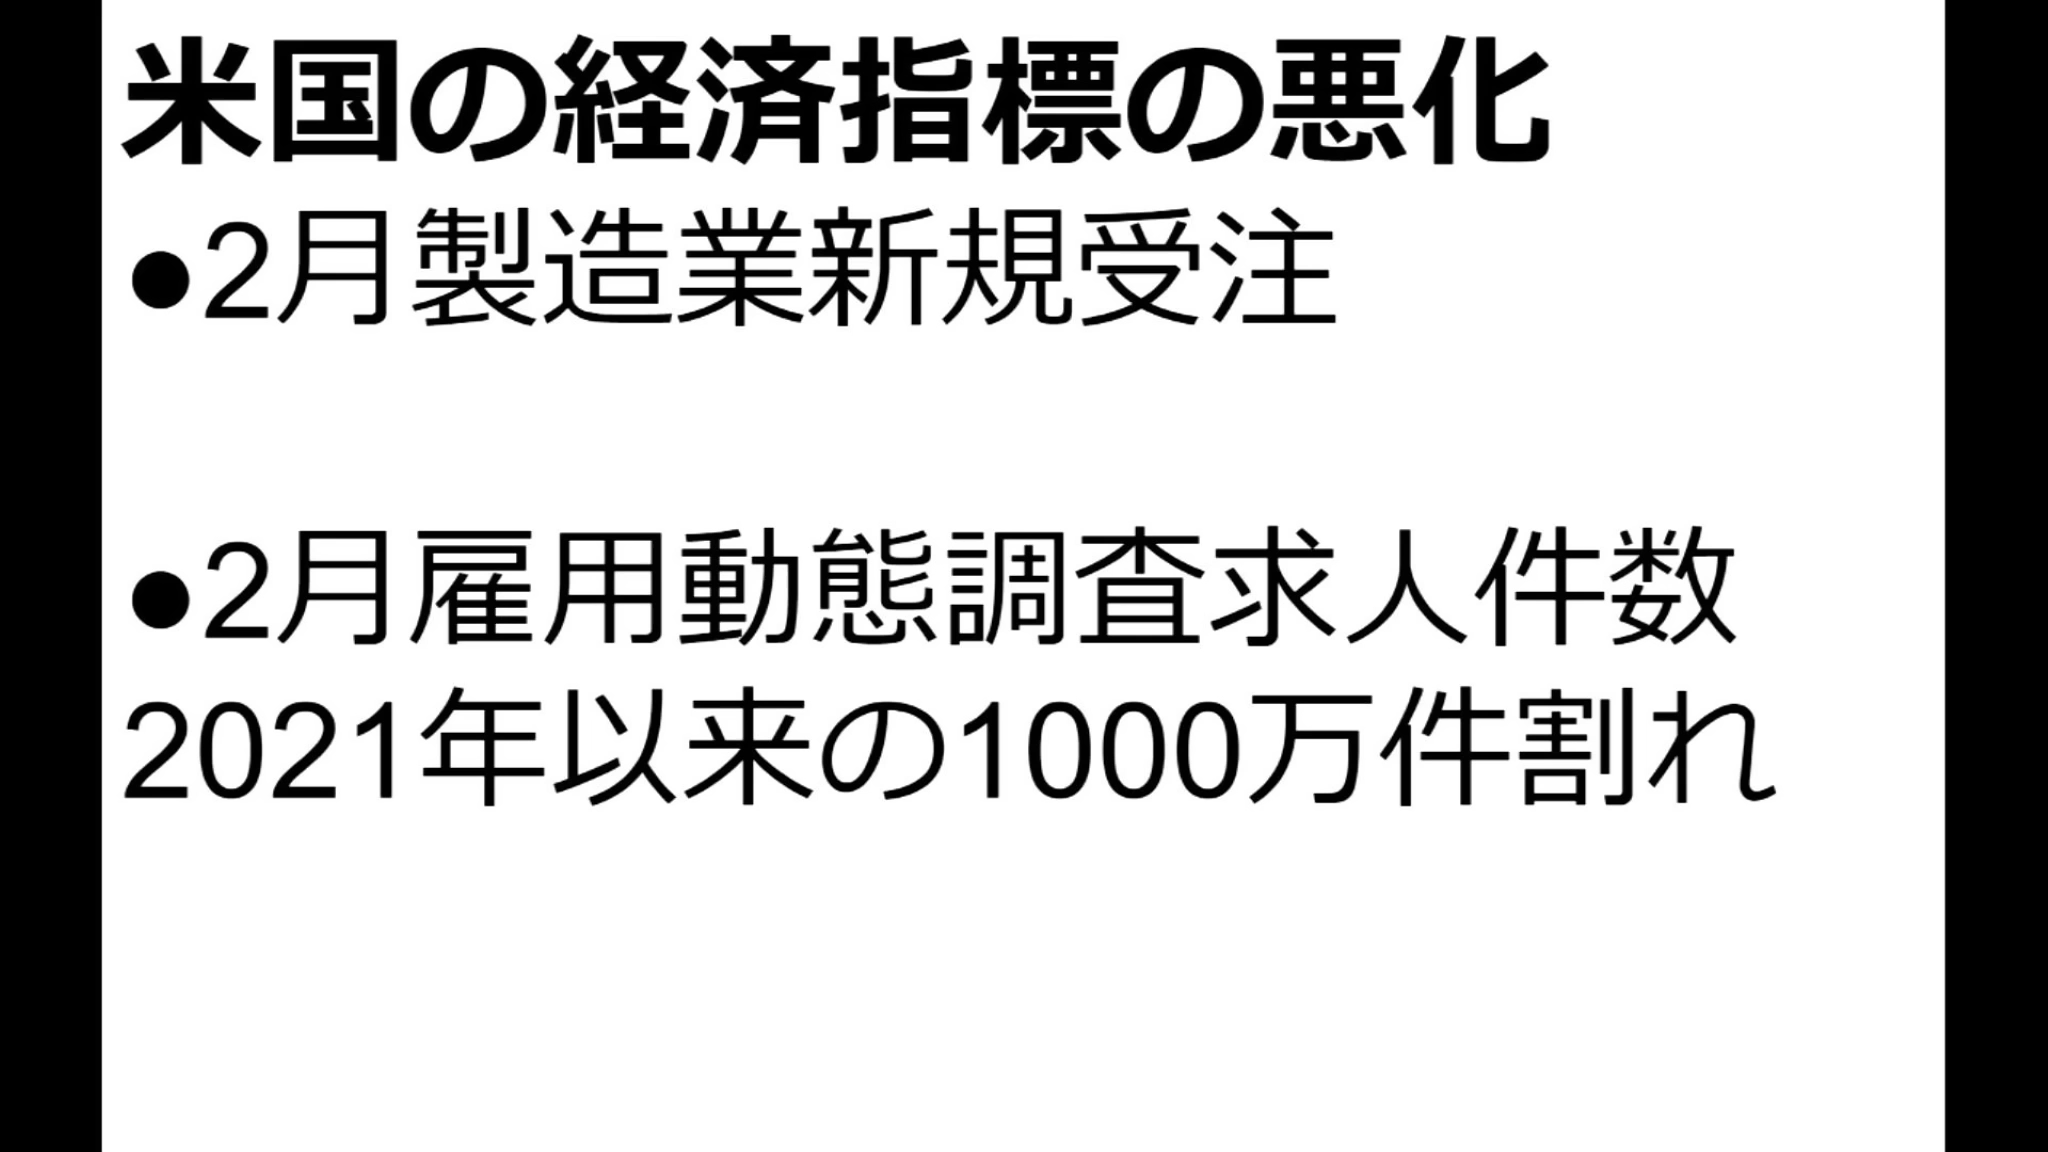 米国の経済指標の悪化
●2月製造業新規受注
●2月雇用動態調査求人件数
2021年以来の1000万件割れ